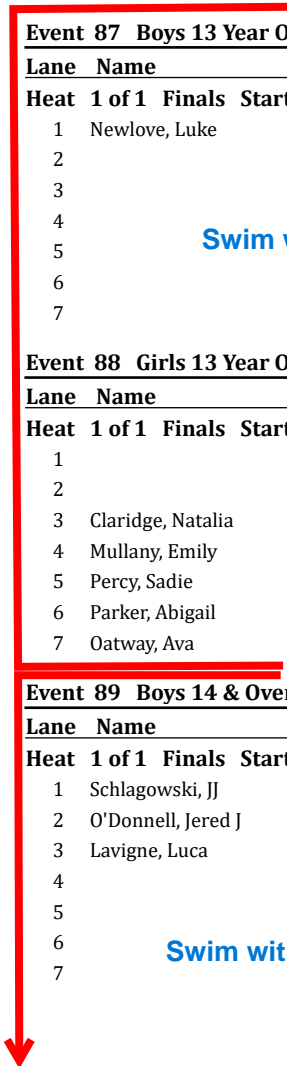 Event 87 Boys 13 Year O
Lane Name
Heat 1 of 1 Finals Start
1 Newlove, Luke
2
3
4
Swim
5
6
7
Event 88 Girls 13 Year O
Lane Name
Heat 1 of 1 Finals Start
1
2
3 Claridge, Natalia
4 Mullany, Emily
5 Percy, Sadie
6 Parker, Abigail
7 Oatway, Ava
Event 89 Boys 14 & Over
Lane Name
Heat 1 of 1 Finals Start
1 Schlagowski, JJ
2 O'Donnell, Jered J
3 Lavigne, Luca
4
5
6
Swim wit
7